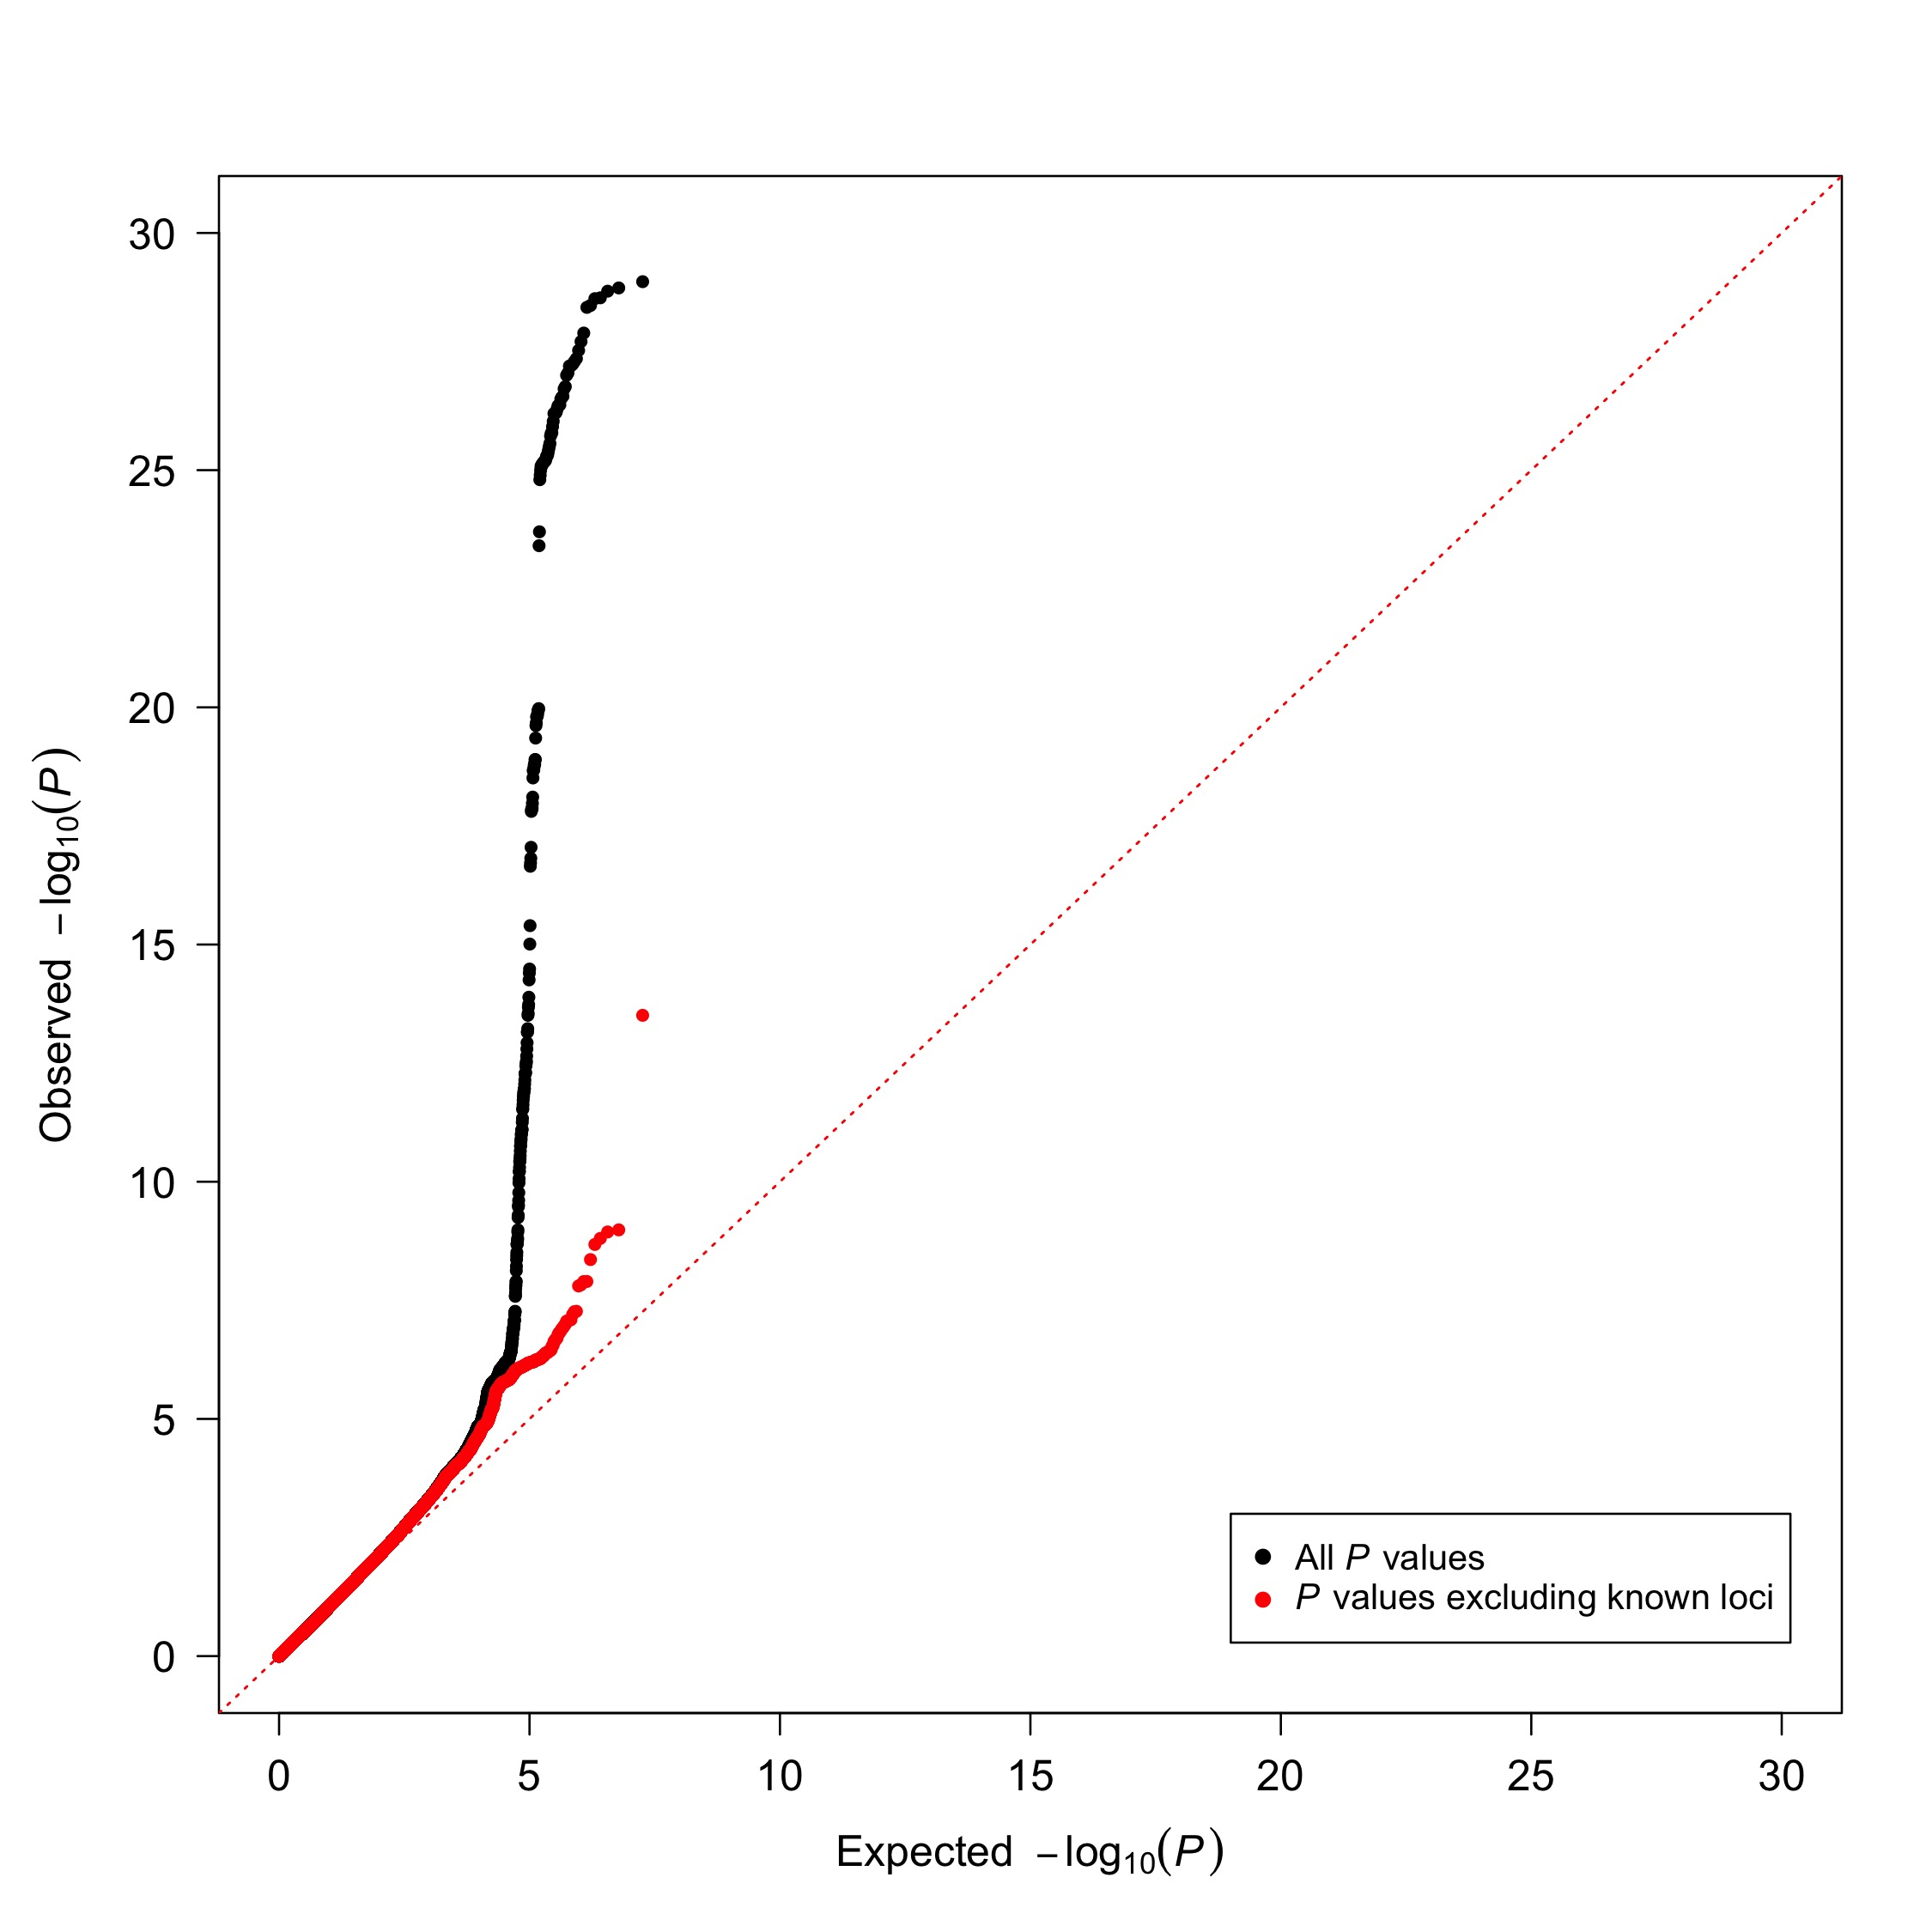 30
25
20
15
10
5
0
Observed −log10(P)
All P values
P values excluding known loci
0 5 10 15 20 25 30
Expected −log10(P)